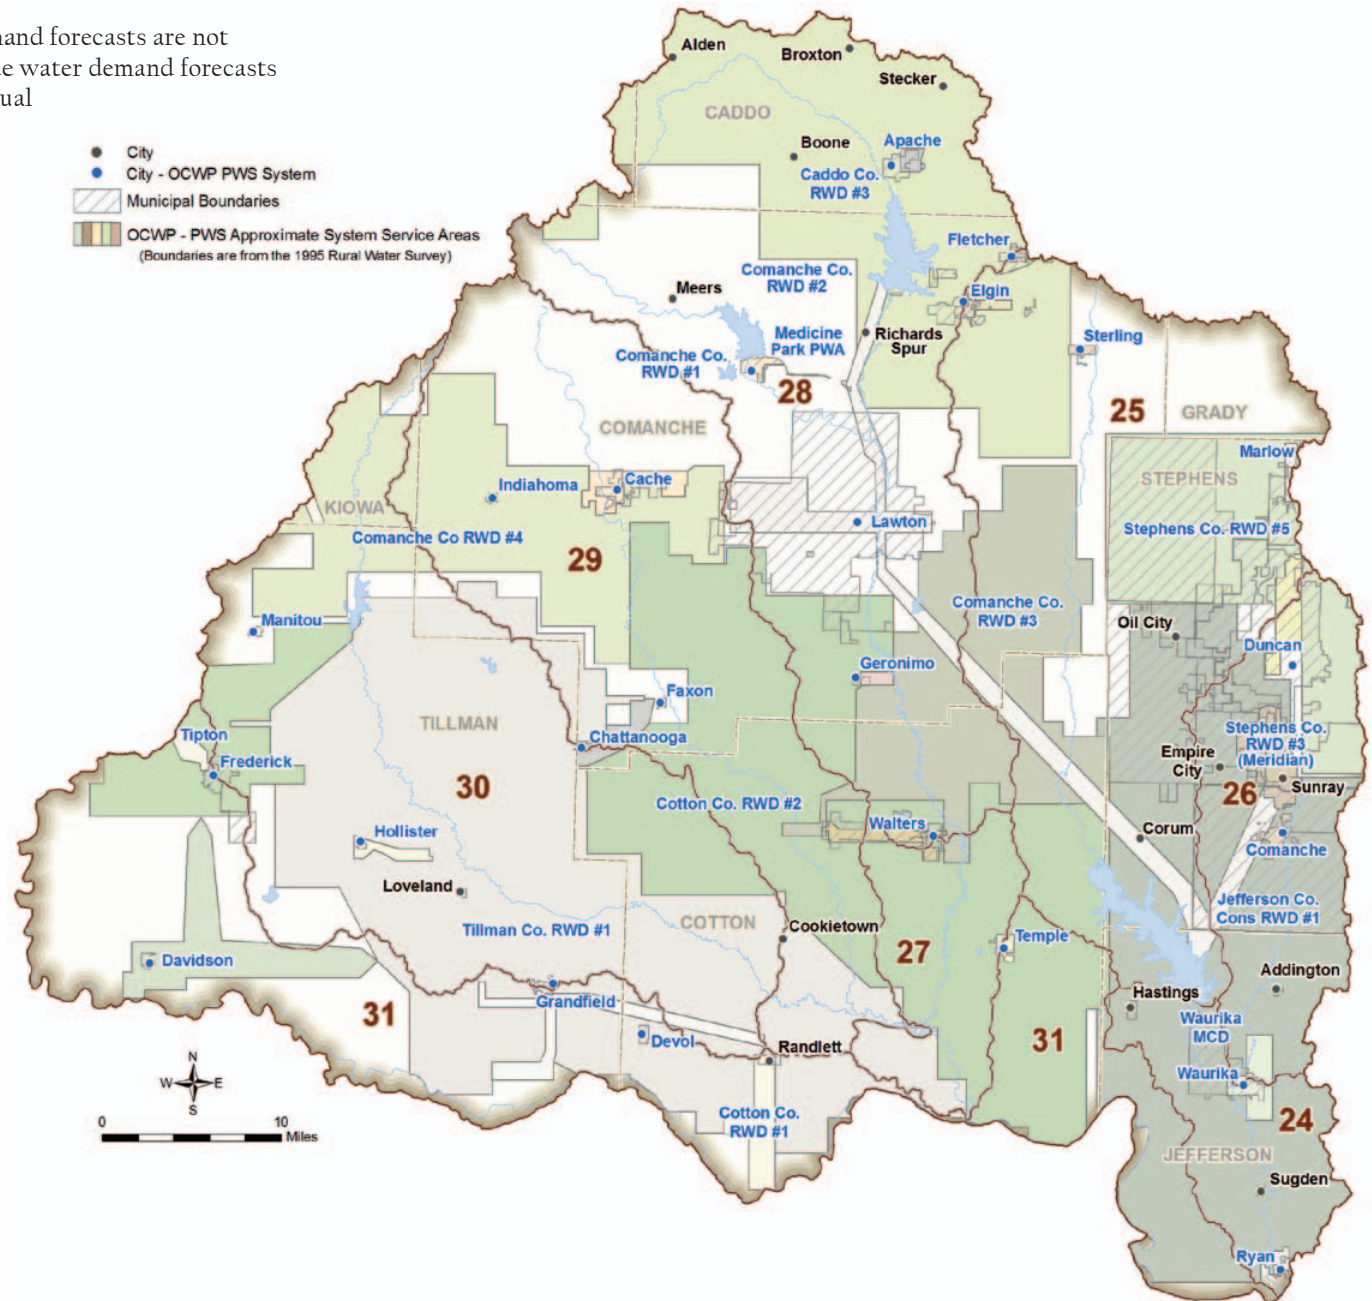 nand forecasts are not
de water demand forecasts
ual
City
City - OCWP PWS System
Municipal Boundaries
OCWP - PWS Approximate System Service Areas
(Boundaries are from the 1995 Rural Water Survey)
Alden
Broxton
Stecker
CADDO
Boone
Apache
Caddo Co.
RWD #3
Fletcher
Comanche Co.
RWD #2
Meers
Elgin
Richards
Spur
Medicine
Park PWA
Sterling
Comanche Co.
RWD #1
28
25
GRADY
COMANCHE
Marlow
STEPHENS
Indiahoma
Cache
KIOWA
Lawton
Stephens Co. RWD #5
Comanche Co RWD #4
29
Comanche Co.
RWD #3
Manitou
Oil City
Duncan
Geronimo
Faxon
TILLMAN
Chattanooga
Tipton
Frederick
Stephens Co.
RWD #3
(Meridian)
Empire
City
30
Cotton Co. RWD #2
26
Sunray
Hollister
Walters
Corum
Comanche
Loveland
Jefferson Co.
Cons RWD #1
Tillman Co. RWD #1
COTTON
Cookietown
27
Temple
Davidson
Addington
Grandfield
Hastings
31
Waurika
MCD
Devol
Randlett
31
Waurika
N
W
E
S
0
10
Miles
Cotton Co.
RWD #1
24
JEFFERSON
Sugden
Ryan